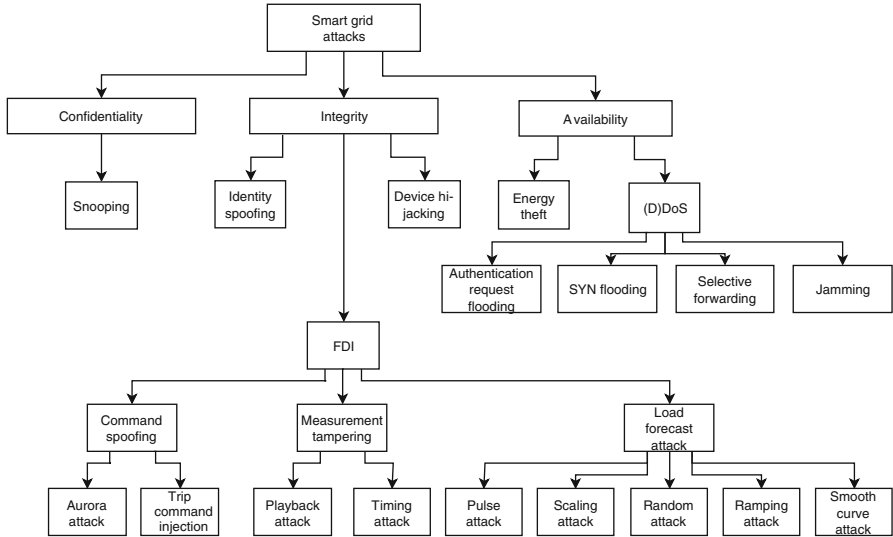 Smart grid
attacks
Confidentiality
Integrity
Availability
Snooping
Identity
spoofing
Device hi-
jacking
Energy
theft
(D)DoS
Authentication
request
flooding
SYN flooding
Selective
forwarding
Jamming
FDI
Command
spoofing
Measurement
tampering
Load
forecast
attack
Aurora
attack
Trip
command
injection
Playback
attack
Timing
attack
Pulse
attack
Scaling
attack
Random
attack
Ramping
attack
Smooth
curve
attack